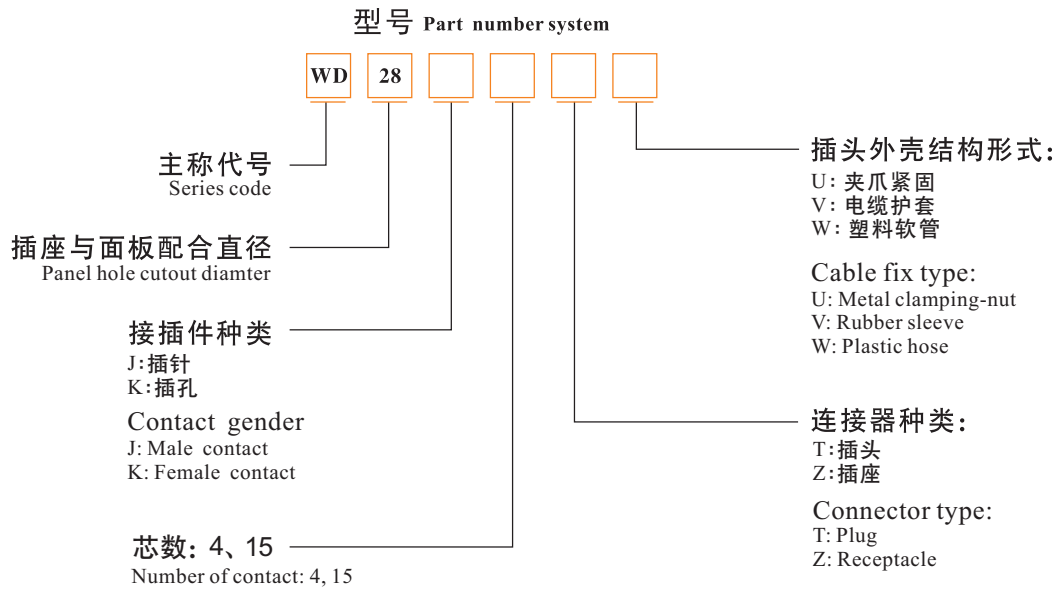 型号 Part number system
WD 28
主称代号
Series code
插座与面板配合直径
Panel hole cutout diamter
接插件种类
J:插针
K:插孔
Contact gender
J: Male contact
K: Female contact
芯数: 4、15
Number of contact: 4, 15
插头外壳结构形式:
U: 夹爪紧固
V: 电缆护套
W: 塑料软管
Cable fix type:
U: Metal clamping-nut
V: Rubber sleeve
W: Plastic hose
连接器种类:
T:插头
Z:插座
Connector type:
T: Plug
Z: Receptacle